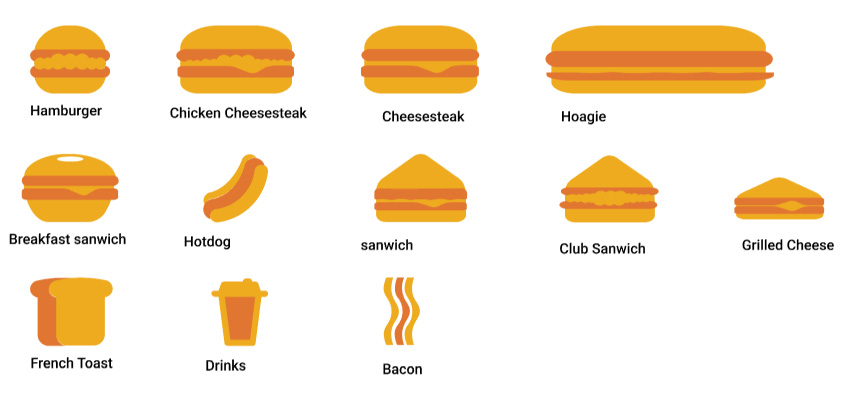 Hamburger
Chicken Cheesesteak
Cheesesteak
Hoagie
Breakfast sanwich
Hotdog
sanwich
Club Sanwich
Grilled Cheese
French Toast
Drinks
Bacon